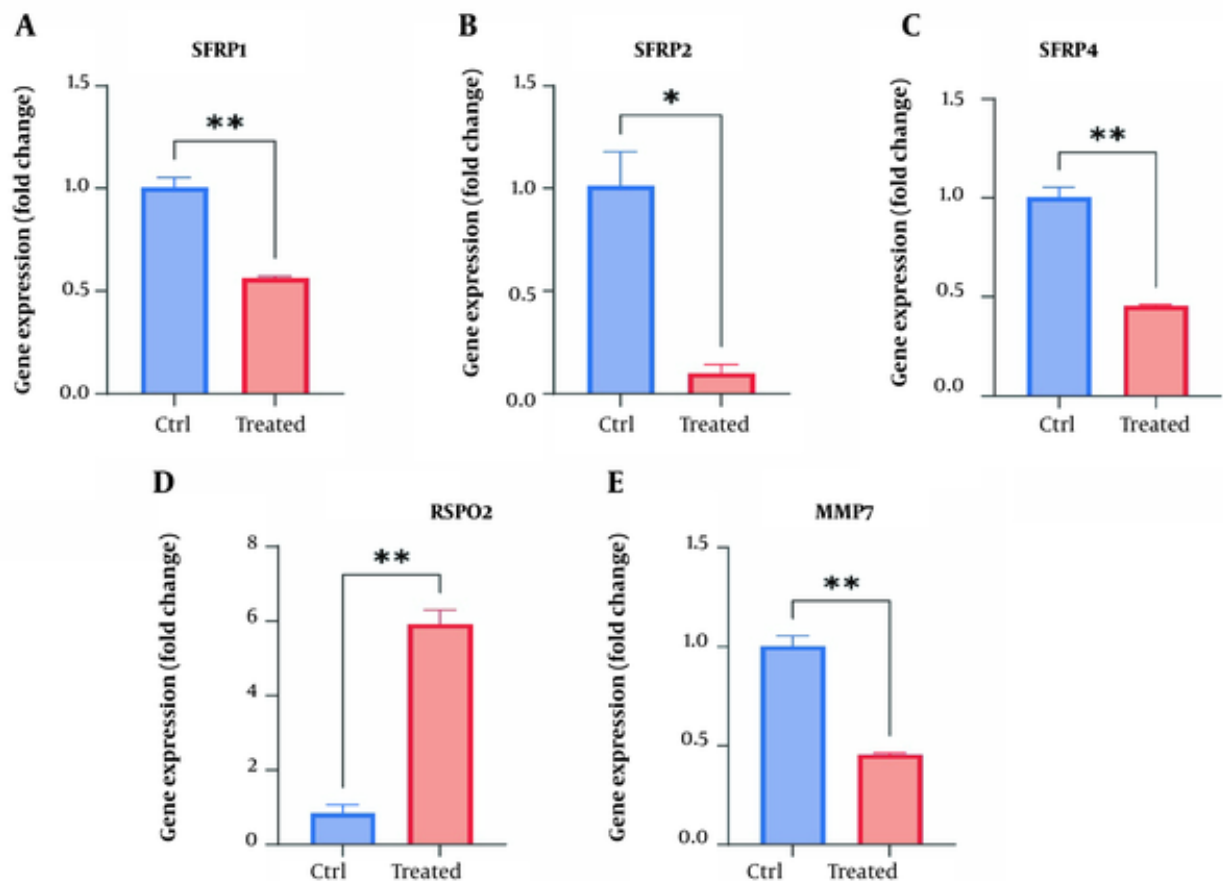 A
SFRP1
Gene expression (fold change)
1.5
1.0
0.5
0.0
**
Ctrl Treated
B
SFRP2
Gene expression (fold change)
1.5
1.0
0.5
0.0
*
Ctrl Treated
C
SFRP4
Gene expression (fold change)
1.5
1.0
0.5
0.0
**
Ctrl Treated
D
RSPO2
Gene expression (fold change)
8
6
4
2
0
**
Ctrl Treated
E
MMP7
Gene expression (fold change)
1.5
1.0
0.5
0.0
**
Ctrl Treated